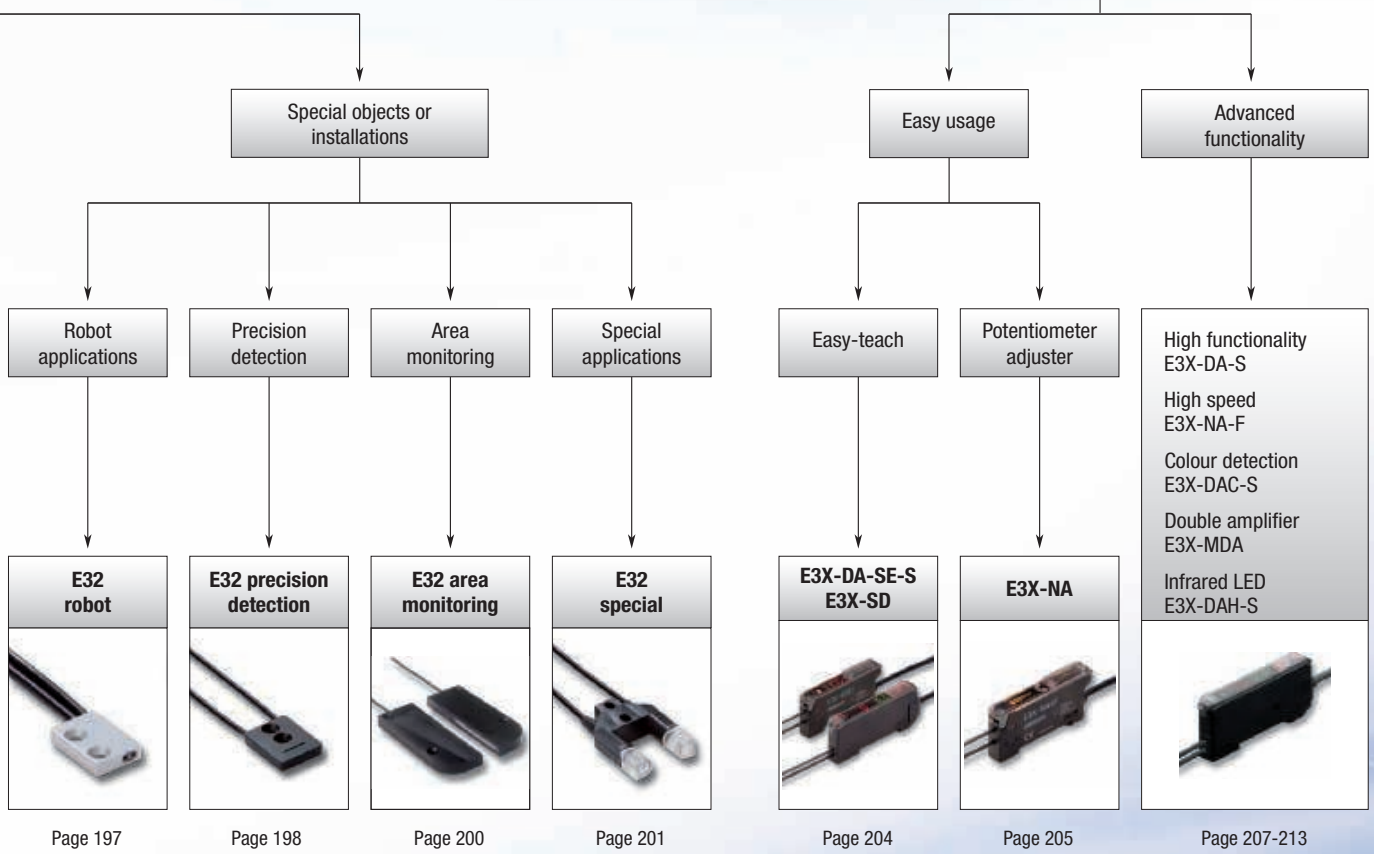 Special objects or
installations
Easy usage
Advanced
functionality
Robot
applications
Precision
detection
Area
monitoring
Special
applications
Easy-teach
Potentiometer
adjuster
High functionality
E3X-DA-S
High speed
E3X-NA-F
Colour detection
E3X-DAC-S
Double amplifier
E3X-MDA
Infrared LED
E3X-DAH-S
E32
robot
E32 precision
detection
E32 area
monitoring
E32
special
E3X-DA-SE-S
E3X-SD
E3X-NA
Page 197
Page 198
Page 200
Page 201
Page 204
Page 205
Page 207-213